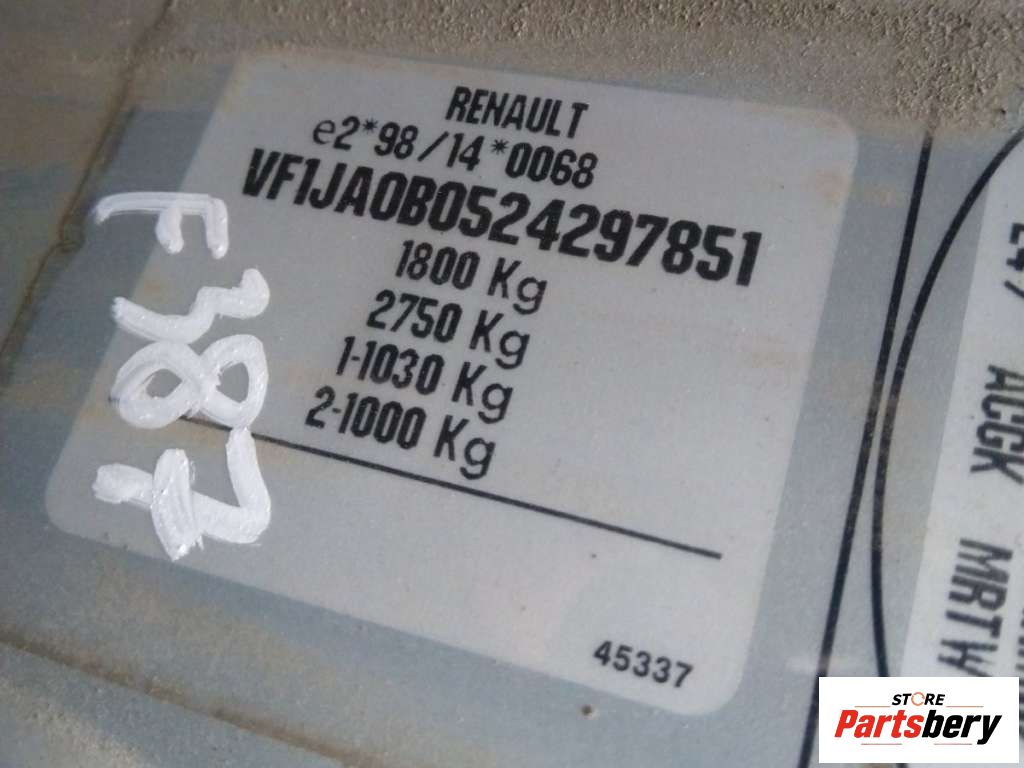 RENAULT
e2*98/14*0068
VF1JA0B0524297851
1800 Kg
2750 Kg
1-1030 Kg
2-1000 Kg
45337
F387
ACGK MRTW
STORE
Partsbery